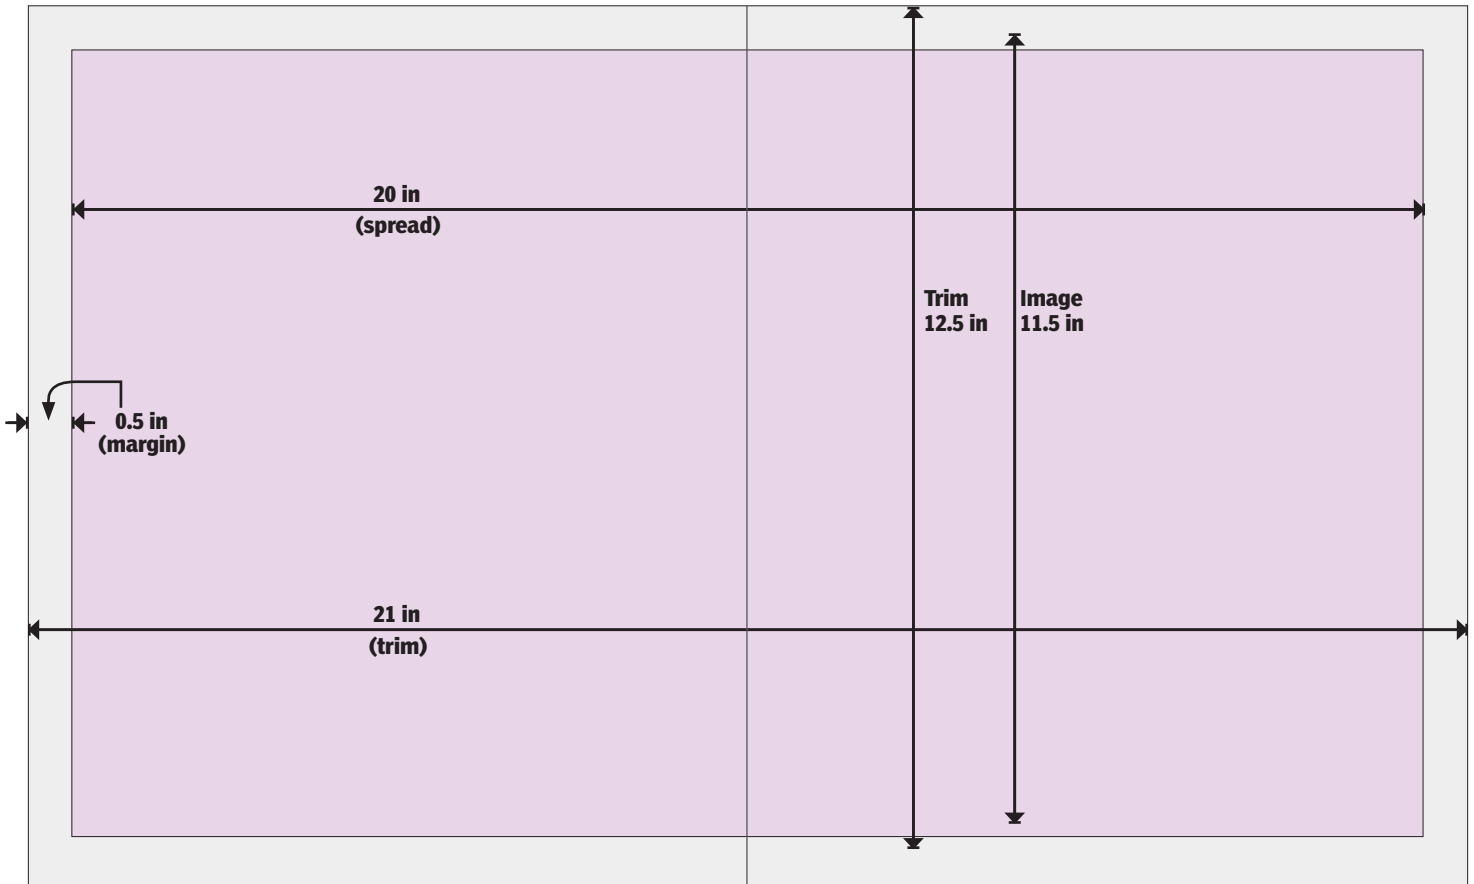 20 in
(spread)
Trim
12.5 in
Image
11.5 in
0.5 in
(margin)
21 in
(trim)